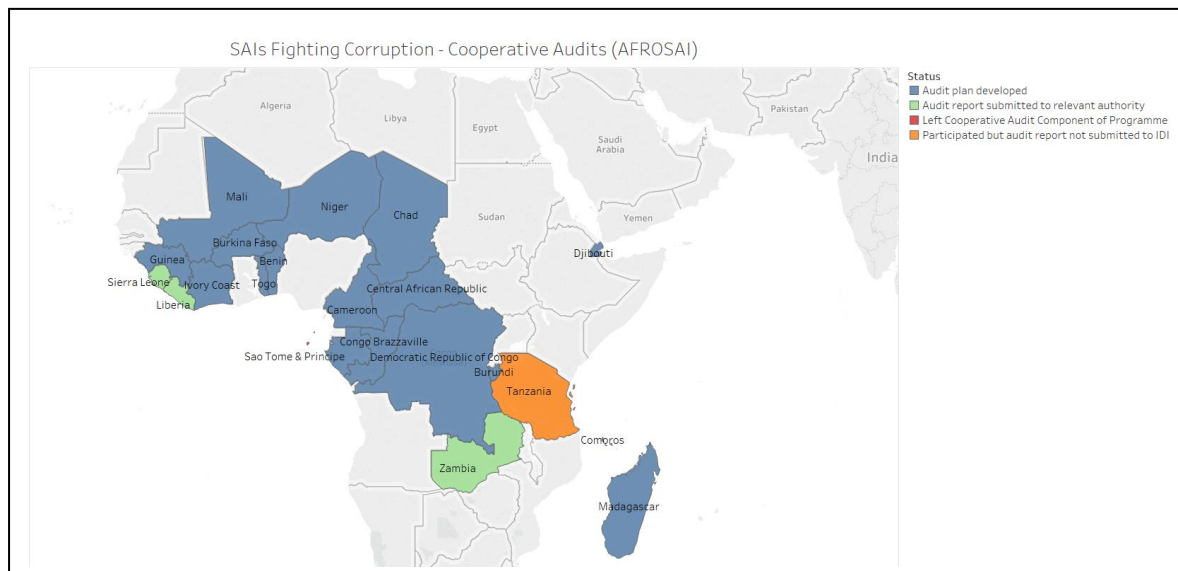 SAIs Fighting Corruption - Cooperative Audits (AFROSAI)
Status
Audit plan developed
Audit report submitted to relevant authority
Left Cooperative Audit Component of Programme
Participated but audit report not submitted to IDI
Algeria
Libya
Egypt
Pakistan
Saudi
Arabia
India
Mali
Niger
Chad
Sudan
Yemen
Burkina Faso
Djibouti
Guinea
Benin
Sierra Leone
Ivory Coast
Togo
Central African Republic
Liberia
Cameroon
Congo Brazzaville
Sao Tome & Principe
Democratic Republic of Congo
Burundi
Tanzania
Comoros
Zambia
Madagascar